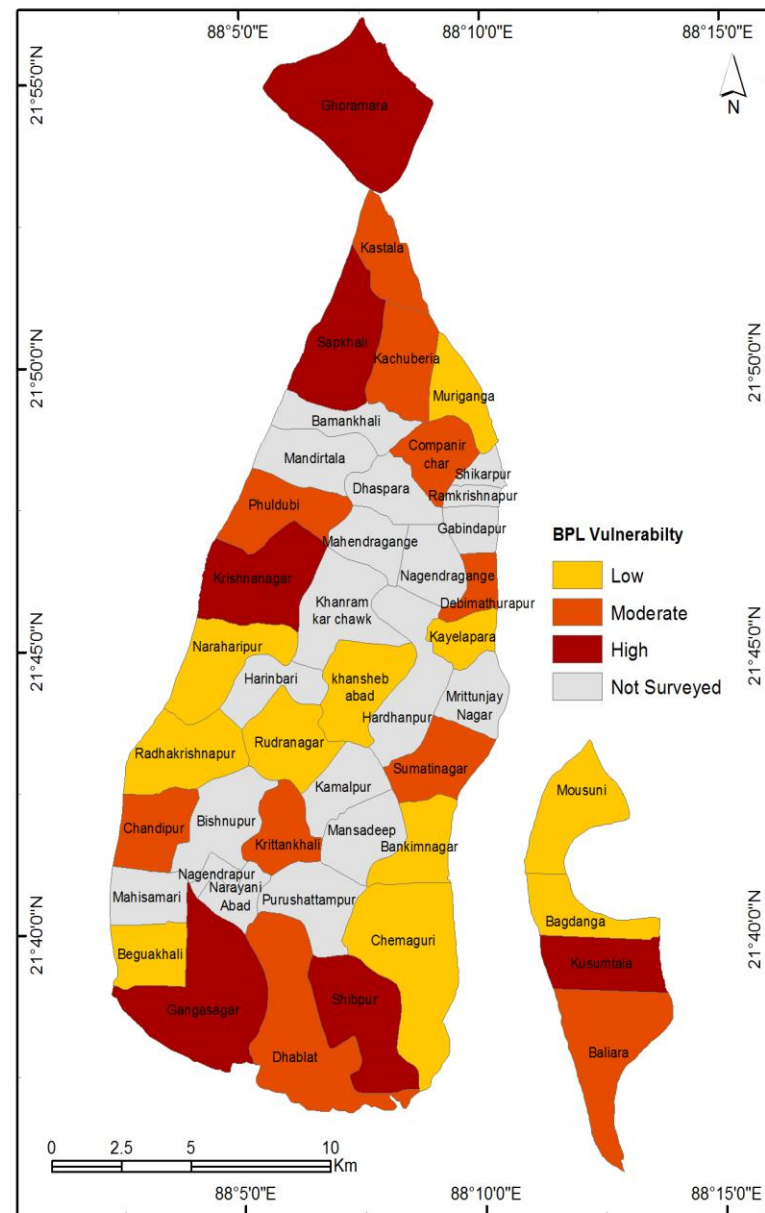 88°5'0"E
88°10'0"E
88°15'0"E
21°55'0"N
N
Ghoramara
Kastala
21°50'0"N
21°50'0"N
Sapkhali
Kachuberia
Muriganga
Bamankhali
Companir
char
Mandirtala
Shikarpur
Dhaspara
Ramkrishnapur
Phuldubi
Gabindapur
Mahendragange
BPL Vulnerabilty
Low
Moderate
High
Not Surveyed
Krishnanagar
Nagendragange
Khanram
kar chawk
Debimathurapur
Kayelapara
21°45'0"N
21°45'0"N
Naraharipur
Harinbari
khansheb
abad
Mrittunjay
Nagar
Hardhanpur
Radhakrishnapur
Rudranagar
Sumatinagar
Kamalpur
Mousuni
Chandipur
Bishnupur
Krittankhali
Mansadeep
Bankimnagar
Nagendrapur
Mahisamari
Narayani
Abad
Purushattampur
Bagdanga
21°40'0"N
21°40'0"N
Beguakhali
Chemaguri
Kusumtala
Gangasagar
Shibpur
Dhablat
Baliara
0 2.5 5 10
Km
88°5'0"E
88°10'0"E
88°15'0"E